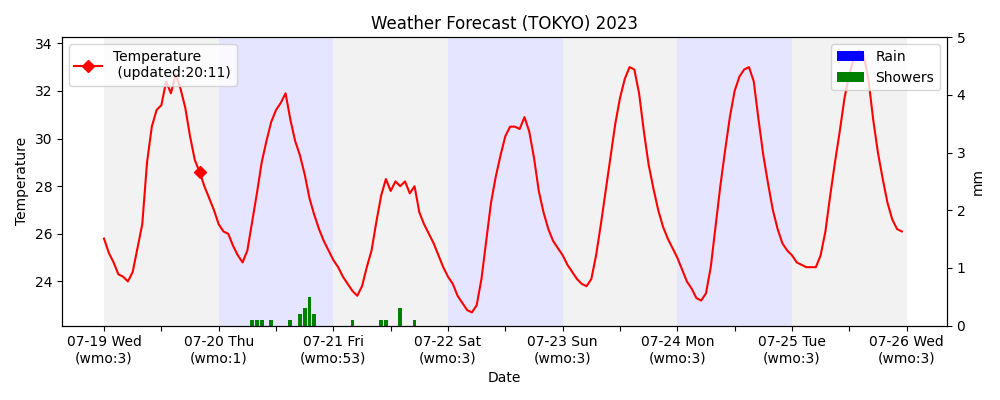 Weather Forecast (TOKYO) 2023
Temperature
(updated:20:11)
Rain
Showers
34
32
30
28
26
24
Temperature
5
4
3
2
1
0
mm
07-19 Wed 07-20 Thu 07-21 Fri 07-22 Sat 07-23 Sun 07-24 Mon 07-25 Tue 07-26 Wed
(wmo:3) (wmo:1) (wmo:53) (wmo:3) (wmo:3) (wmo:3) (wmo:3) (wmo:3)
Date